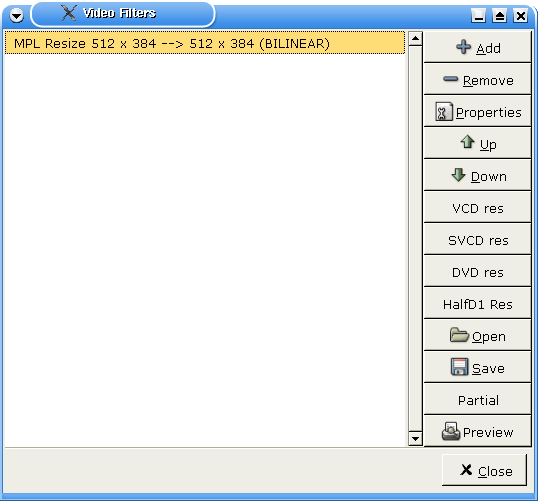 Video Filters
MPL Resize 512 x 384 --> 512 x 384 (BILINEAR)
Add
Remove
Properties
Up
Down
VCD res
SVCD res
DVD res
HalfD1 Res
Open
Save
Partial
Preview
Close